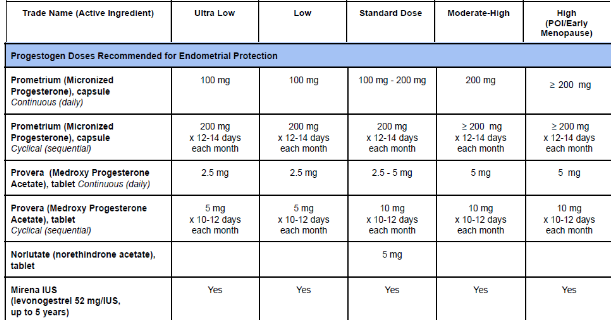 Trade Name (Active Ingredient) Ultra Low Low Standard Dose Moderate-High High
(POI/Early
Menopause)
Progestogen Doses Recommended for Endometrial Protection
Prometrium (Micronized
Progesterone), capsule
Continuous (daily)
100 mg 100 mg 100 mg - 200 mg 200 mg ≥ 200 mg
Prometrium (Micronized
Progesterone), capsule
Cyclical (sequential)
200 mg
x 12-14 days
each month
200 mg
x 12-14 days
each month
200 mg
x 12-14 days
each month
≥ 200 mg
x 12-14 days
each month
≥ 200 mg
x 12-14 days
each month
Provera (Medroxy Progesterone
Acetate), tablet Continuous (daily)
2.5 mg 2.5 mg 2.5 - 5 mg 5 mg 5 mg
Provera (Medroxy Progesterone
Acetate), tablet
Cyclical (sequential)
5 mg
x 10-12 days
each month
5 mg
x 10-12 days
each month
10 mg
x 10-12 days
each month
10 mg
x 10-12 days
each month
10 mg
x 10-12 days
each month
Norlutate (norethindrone acetate),
tablet
5 mg
Mirena IUS
(levonogestrel 52 mg/IUS,
up to 5 years)
Yes Yes Yes Yes Yes